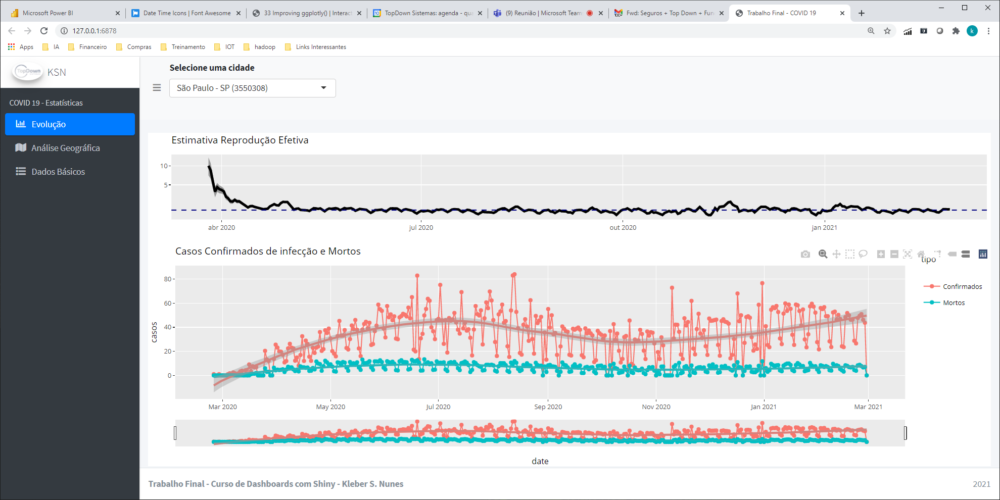 Microsoft Power BI
Date Time Icons | Font Awesome
33 Improving ggplotly() | Interact
TopDown Sistemas: agenda - qua
(9) Reunião | Microsoft Teams
Fwd: Seguros + Top Down + Fun
Trabalho Final - COVID 19
127.0.0.1:6878
k
Apps
IA
Financeiro
Compras
Treinamento
IOT
hadoop
Links Interessantes
TopDown
KSN
Selecione uma cidade
São Paulo - SP (3550308)
COVID 19 - Estatísticas
Evolução
Análise Geográfica
Dados Básicos
Estimativa Reprodução Efetiva
10
5
abr 2020
jul 2020
out 2020
jan 2021
Casos Confirmados de infecção e Mortos
tipo
Confirmados
Mortos
casos
80
60
40
20
0
Mar 2020
May 2020
Jul 2020
Sep 2020
Nov 2020
Jan 2021
Mar 2021
date
Trabalho Final - Curso de Dashboards com Shiny - Kleber S. Nunes
2021